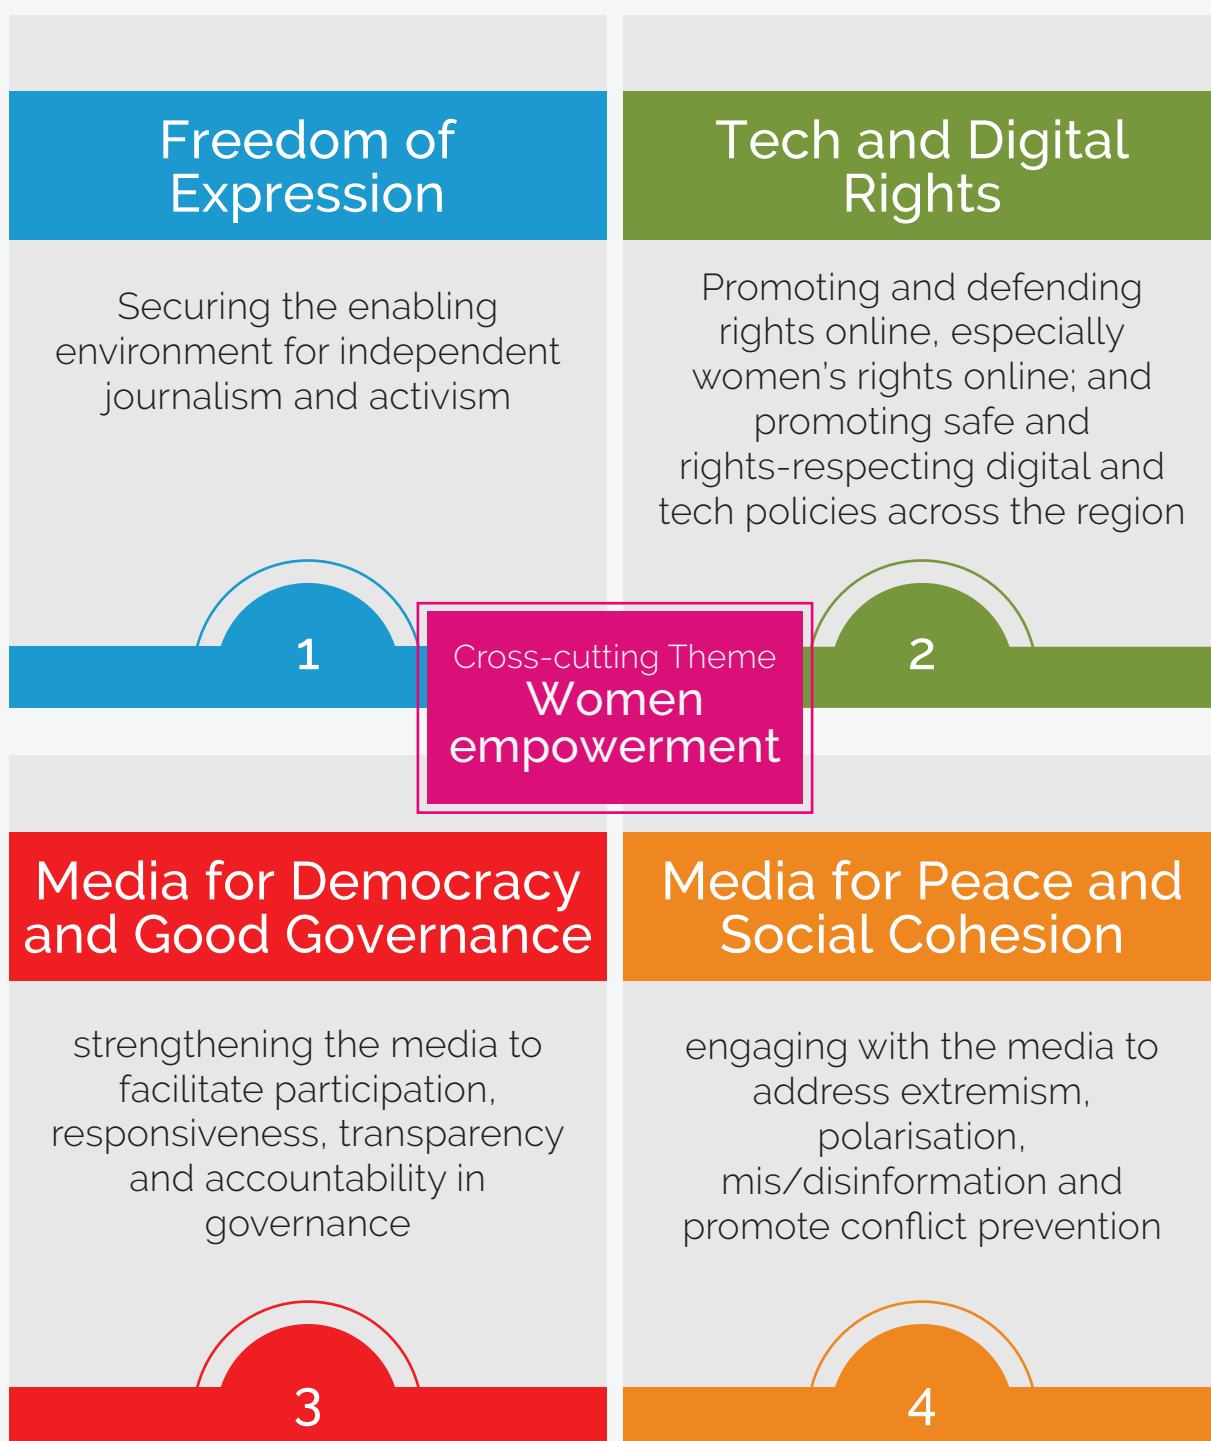 Freedom of
Expression
Securing the enabling
environment for independent
journalism and activism
1
Tech and Digital
Rights
Promoting and defending
rights online, especially
women's rights online; and
promoting safe and
rights-respecting digital and
tech policies across the region
2
Cross-cutting Theme
Women
empowerment
Media for Democracy
and Good Governance
strengthening the media to
facilitate participation,
responsiveness, transparency
and accountability in
governance
3
Media for Peace and
Social Cohesion
engaging with the media to
address extremism,
polarisation,
mis/disinformation and
promote conflict prevention
4